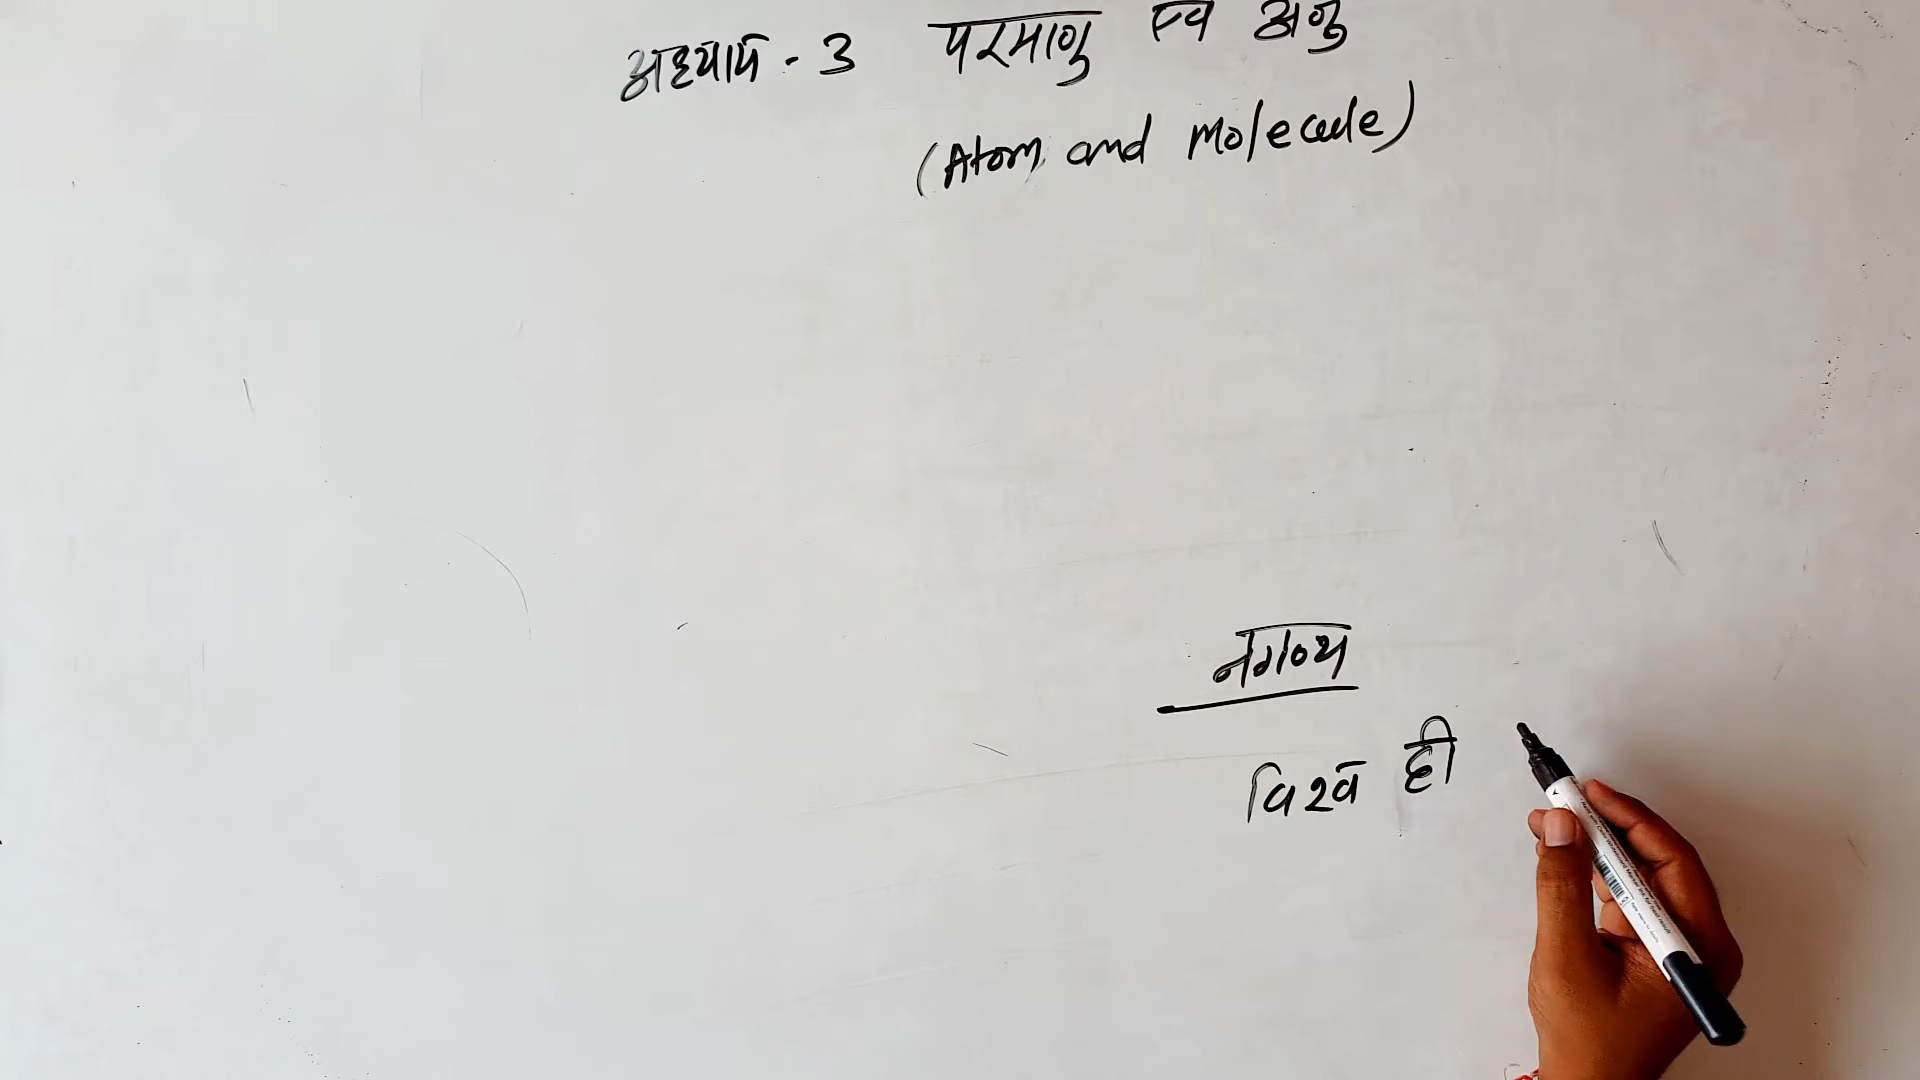 अध्याय - 3 परमाणु एवं अणु
(Atom and Molecule)
नगण्य
विश्व ही